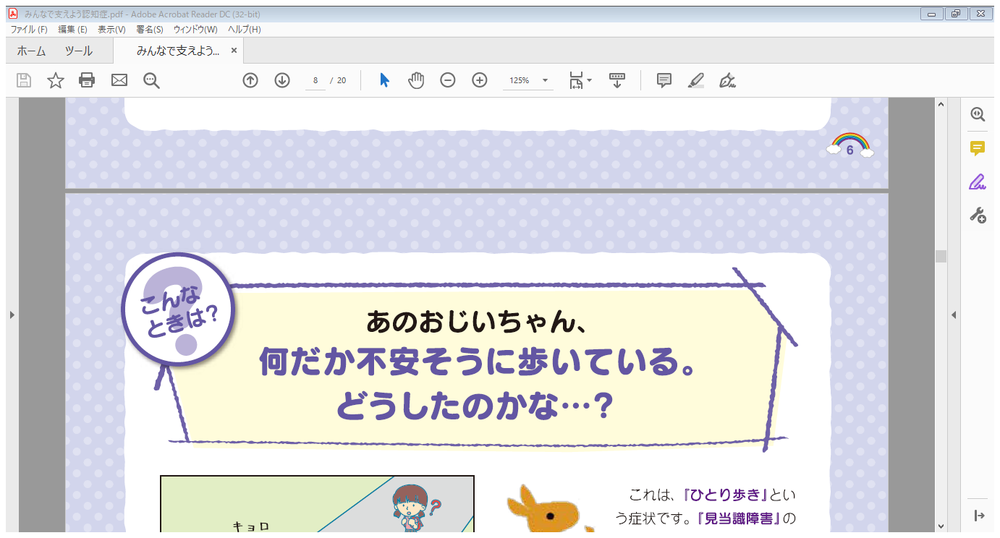 みんなで支えよう認知症.pdf - Adobe Acrobat Reader DC (32-bit)
ファイル (F) 編集 (E) 表示(V) 署名(S) ウィンドウ(W) ヘルプ(H)
ホーム ツール みんなで支えよう... ×
8 / 20 125%
6
こんな
ときは?
あのおじいちゃん、
何だか不安そうに歩いている。
どうしたのかな…?
?
キョロ
これは、『ひとり歩き』とい
う症状です。『見当識障害』の